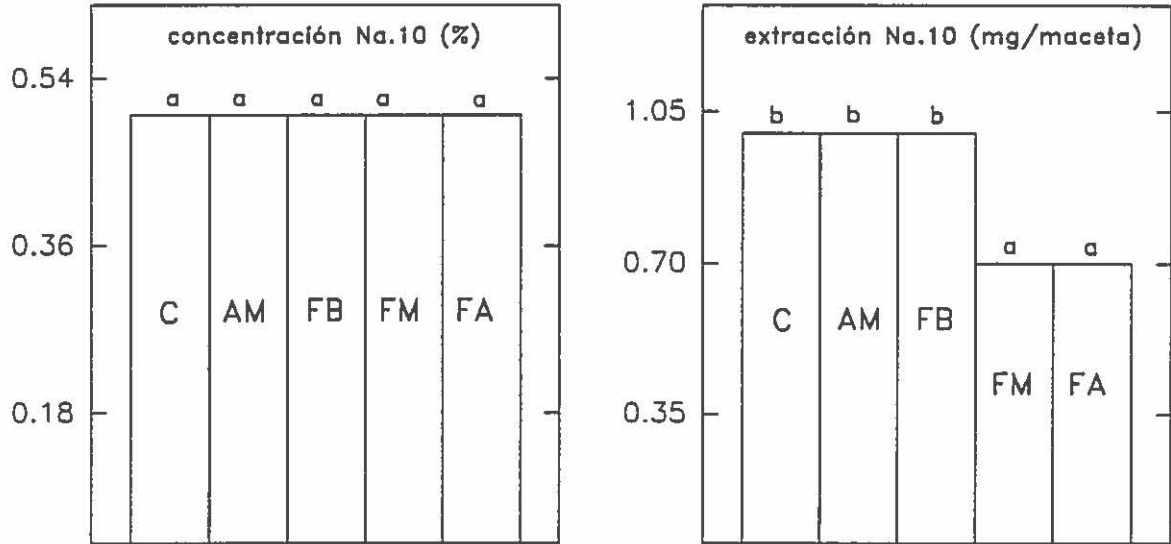 concentración Na.10 (%)
0.54
a a a a a
0.36
C AM FB FM FA
0.18
extracción Na.10 (mg/maceta)
1.05
b b b
0.70
a a
C AM FB
FM FA
0.35